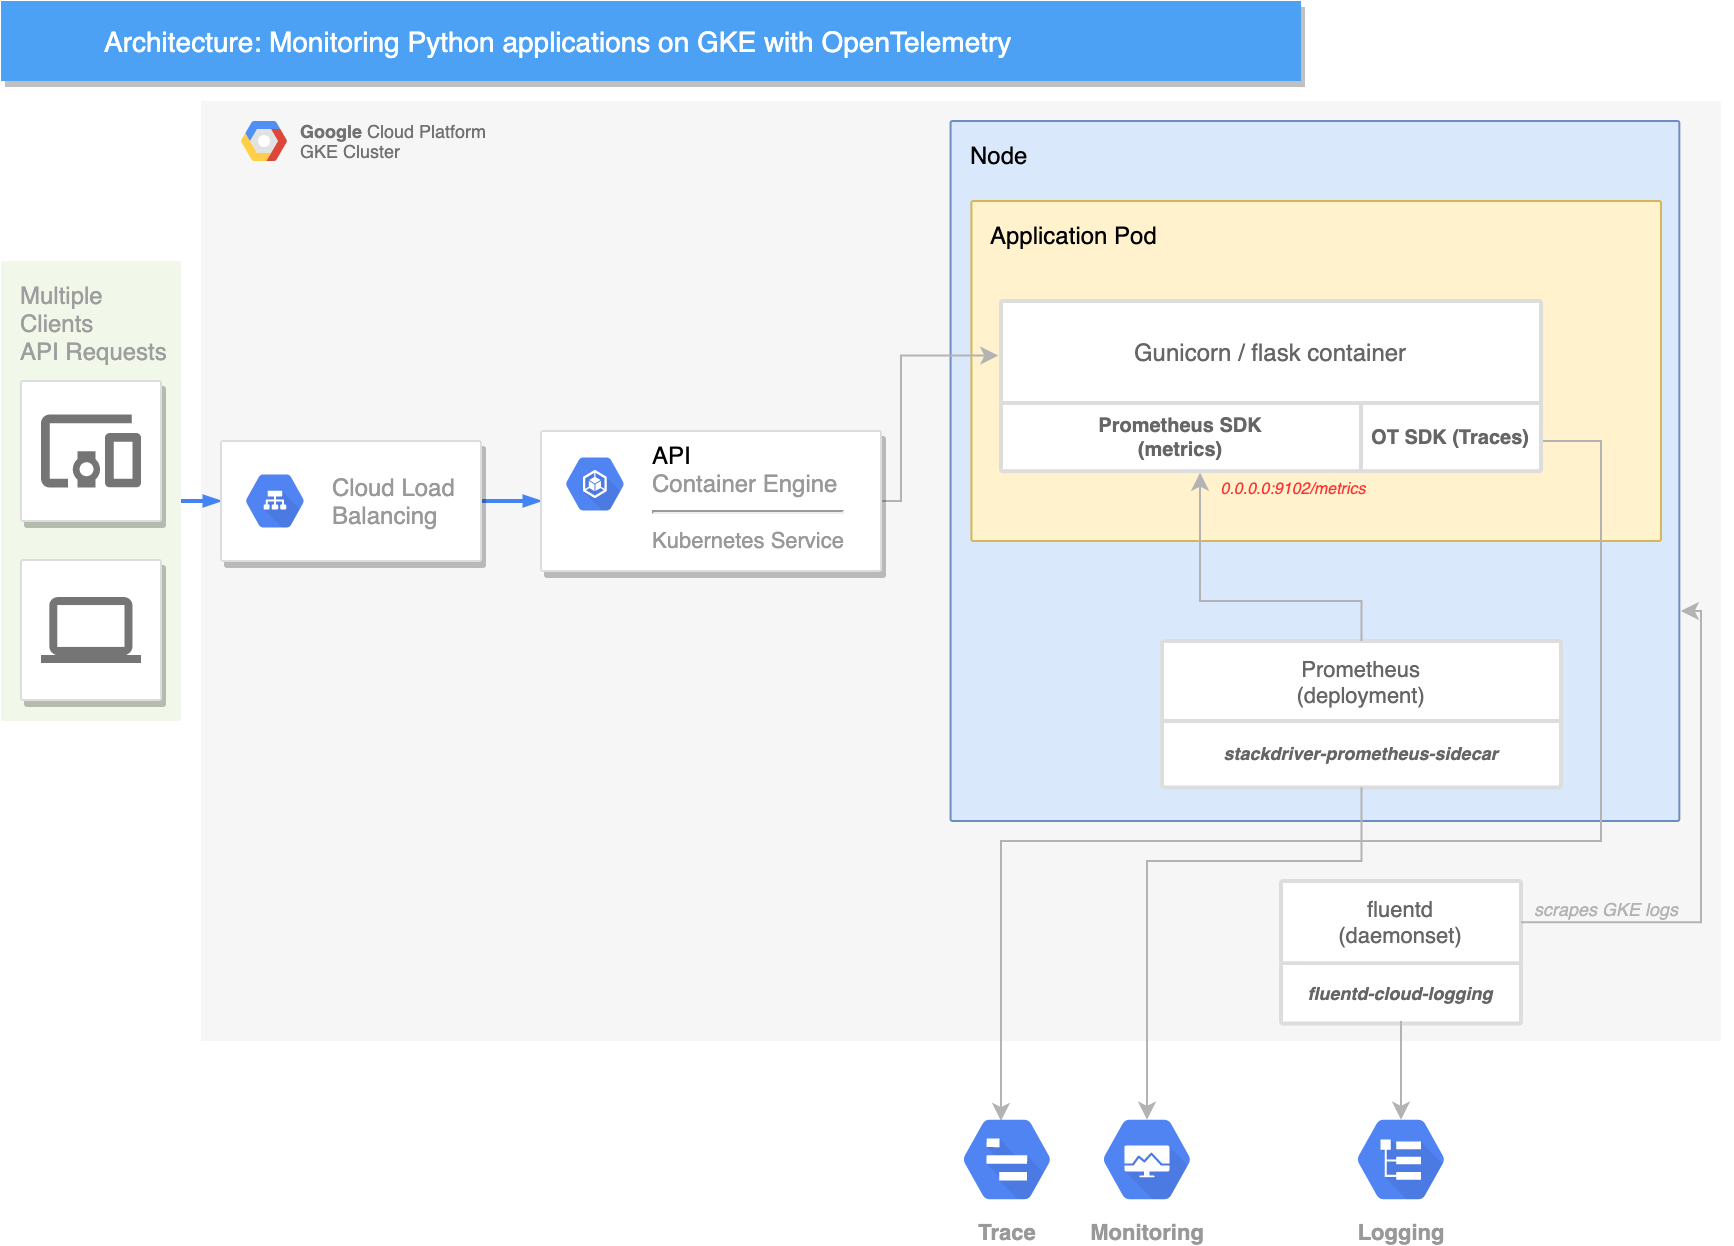 Architecture: Monitoring Python applications on GKE with OpenTelemetry
Google Cloud Platform
GKE Cluster
Node
Application Pod
Multiple
Clients
API Requests
Gunicorn / flask container
Prometheus SDK
(metrics)
OT SDK (Traces)
0.0.0.0:9102/metrics
Cloud Load
Balancing
API
Container Engine
Kubernetes Service
Prometheus
(deployment)
stackdriver-prometheus-sidecar
fluentd
(daemonset)
scrapes GKE logs
fluentd-cloud-logging
Trace
Monitoring
Logging